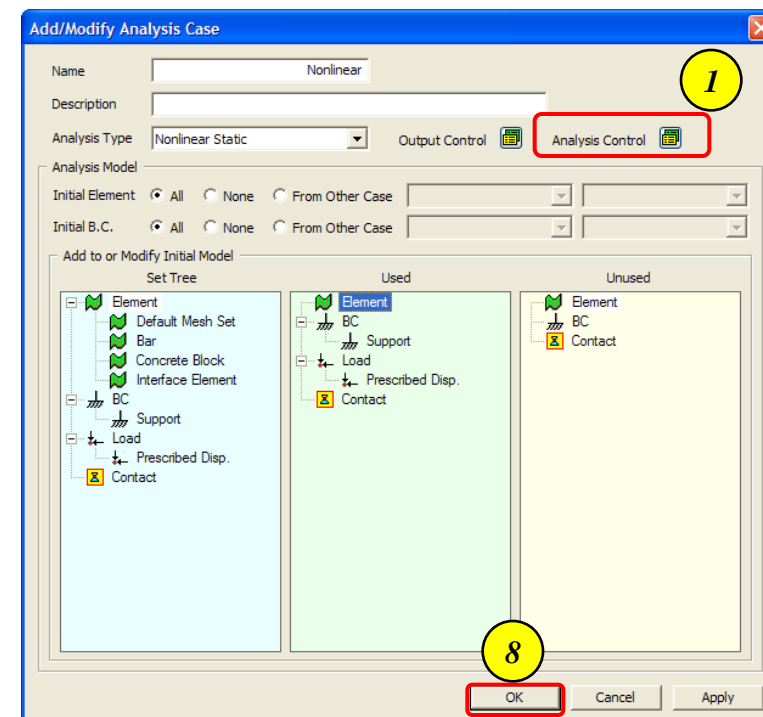 Add/Modify Analysis Case
Name Nonlinear
1
Description
Analysis Type Nonlinear Static Output Control Analysis Control
Analysis Model
Initial Element All None From Other Case
Initial B.C. All None From Other Case
Add to or Modify Initial Model
Set Tree Used Unused
Element Element Element
Default Mesh Set BC BC
Bar Support Contact
Concrete Block Load
Interface Element Prescribed Disp.
BC Contact
Support
Load
Prescribed Disp.
Contact
8
OK Cancel Apply